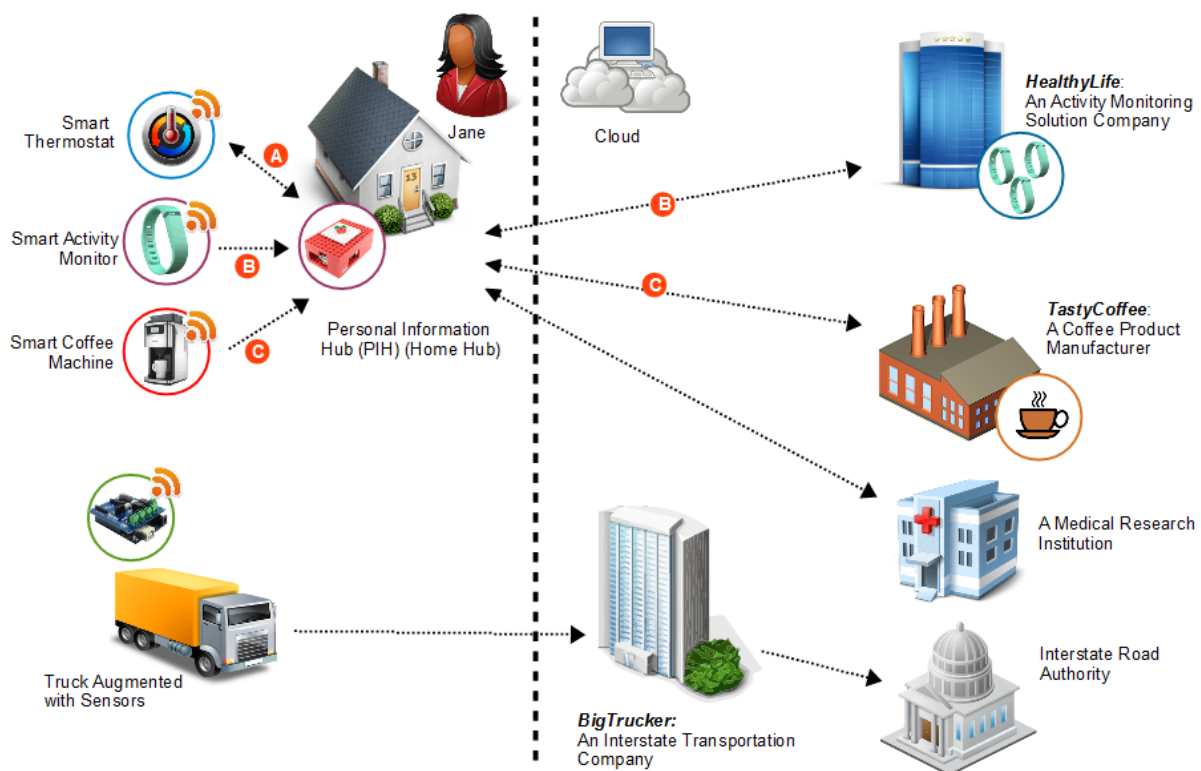 Jane
Cloud
HealthyLife:
An Activity Monitoring
Solution Company
Smart
Thermostat
A
13
B
Smart Activity
Monitor
B
C
TastyCoffee:
A Coffee Product
Manufacturer
Smart Coffee
Machine
C
Personal Information
Hub (PIH) (Home Hub)
A Medical Research
Institution
Interstate Road
Authority
Truck Augmented
with Sensors
BigTrucker:
An Interstate Transportation
Company